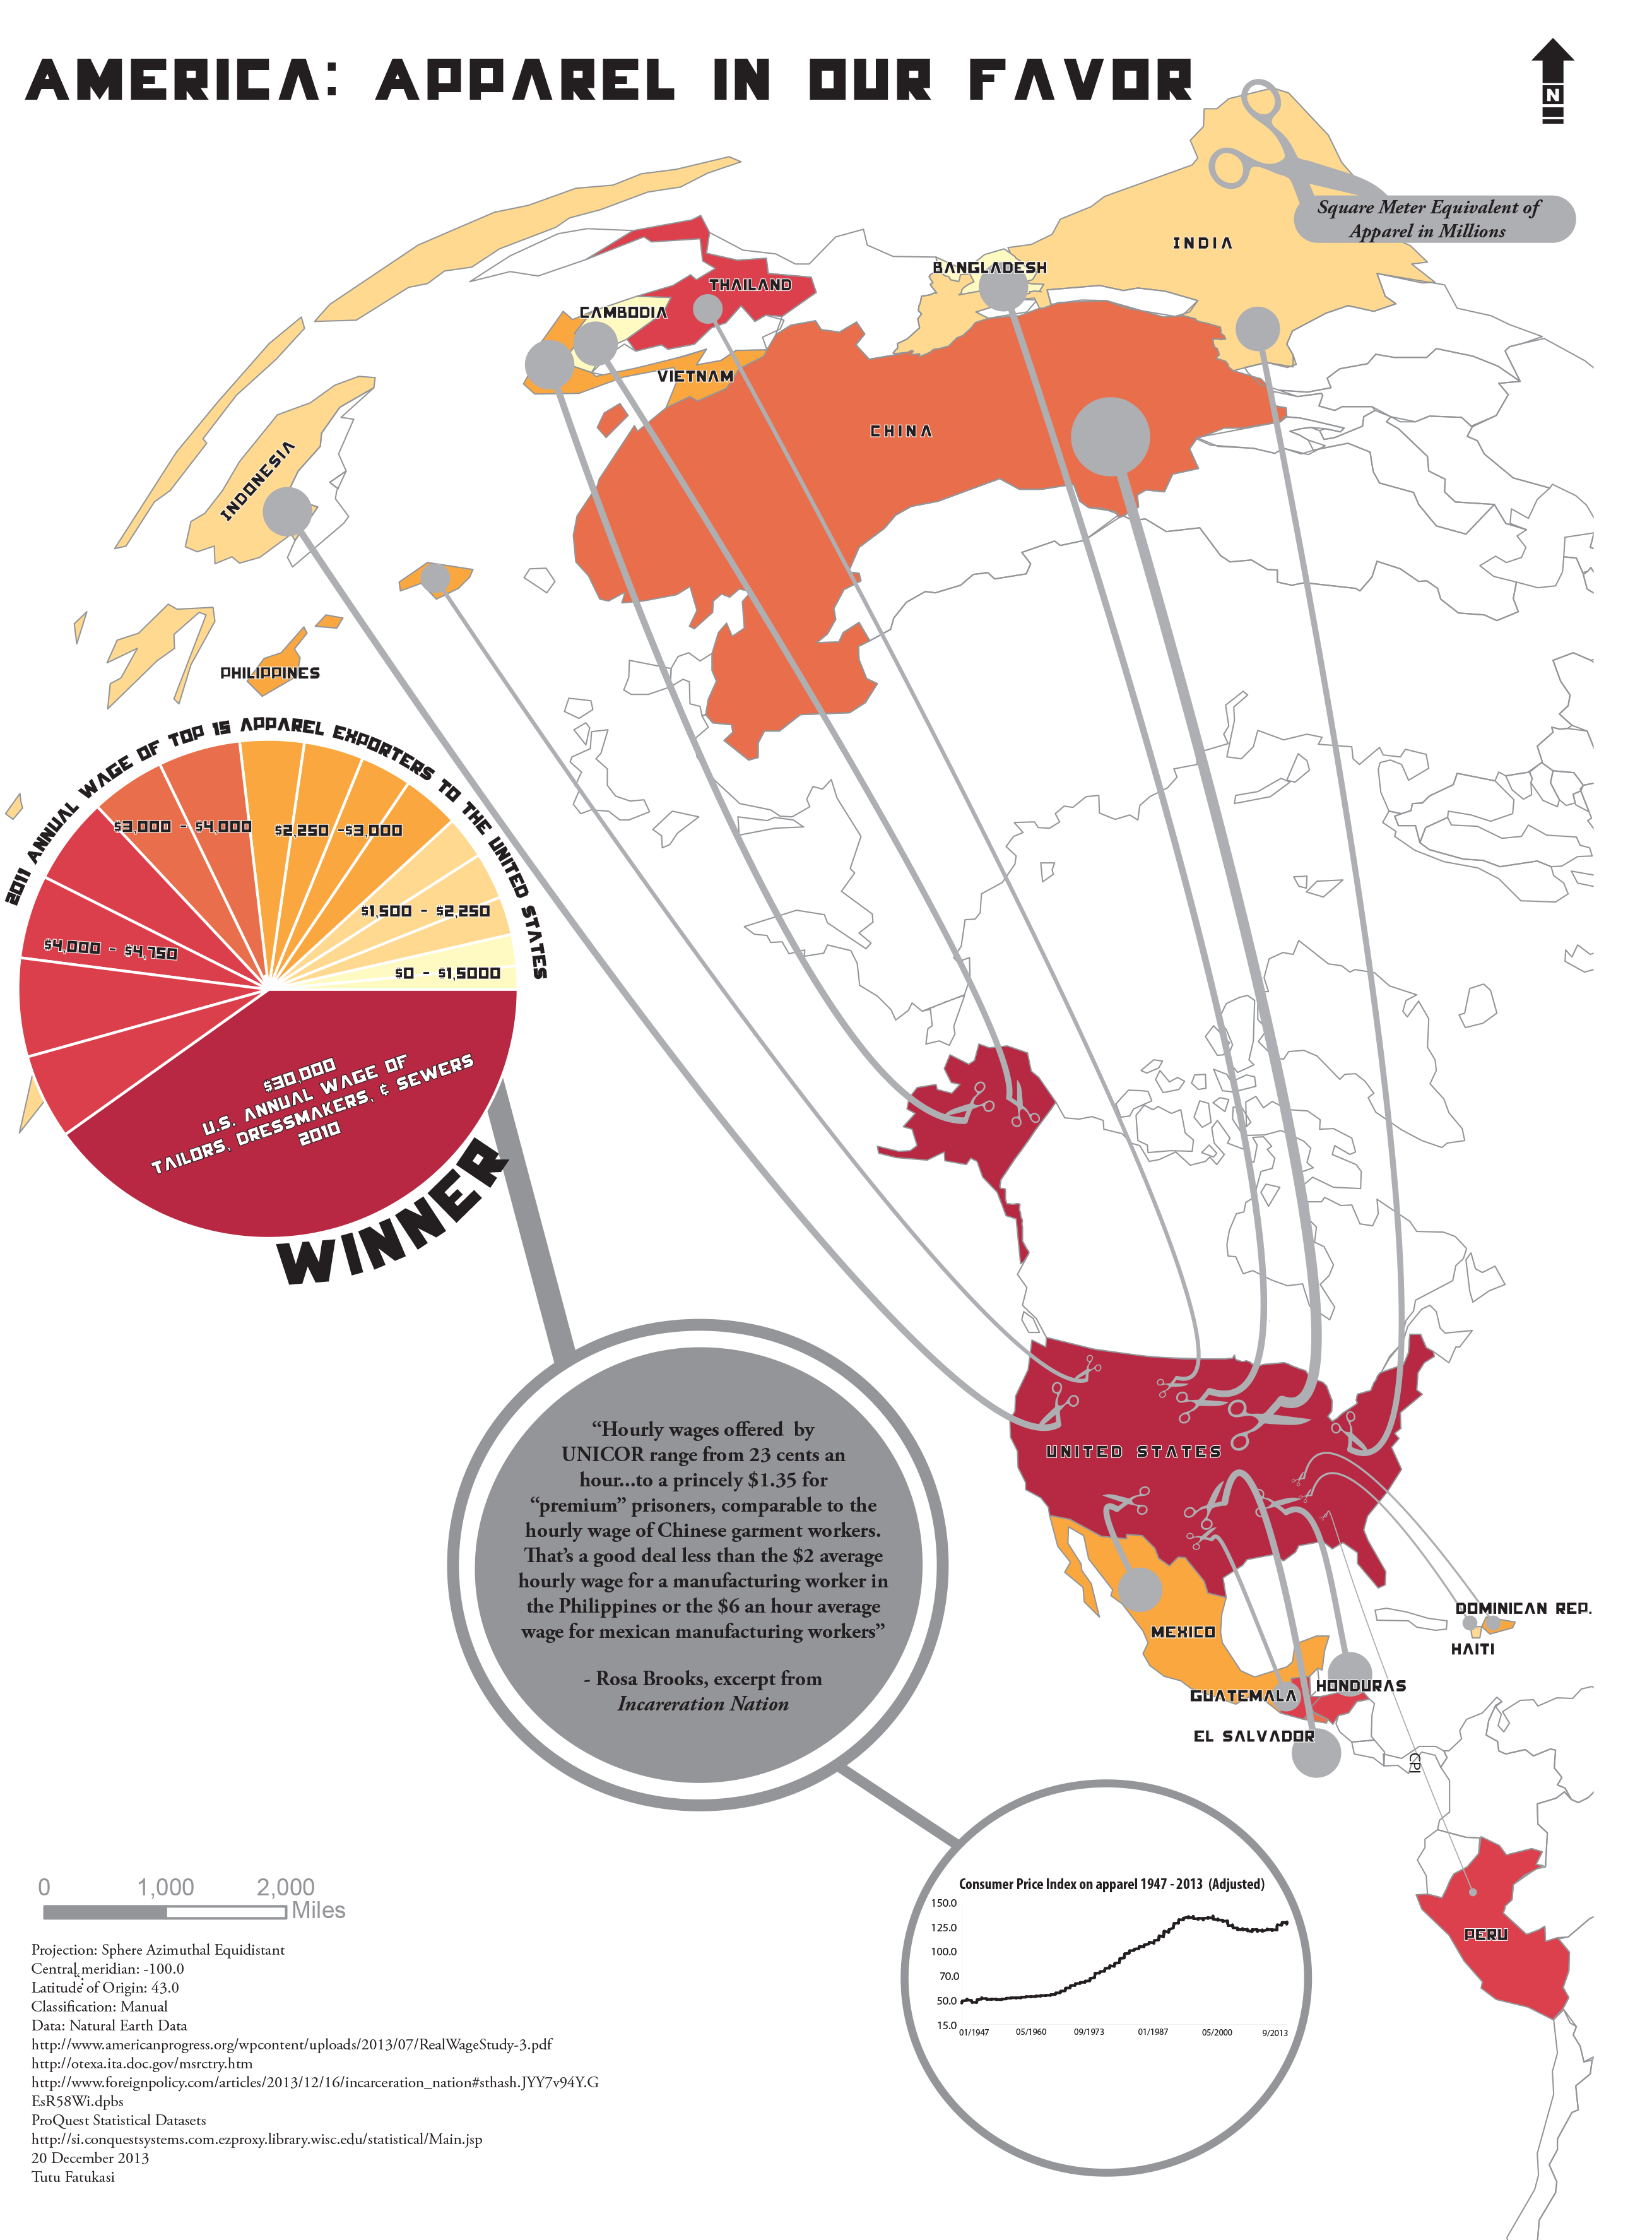 AMERICA: APPAREL IN OUR FAVOR
N
Square Meter Equivalent of
Apparel in Millions
INDIA
BANGLADESH
THAILAND
CAMBODIA
VIETNAM
CHINA
INDONESIA
PHILIPPINES
2011 ANNUAL WAGE OF TOP 15 APPAREL EXPORTERS TO THE UNITED STATES
$3,000 - $4,000
$2,250 -$3,000
$1,500 - $2,250
$4,000 - $4,750
$0 - $1,5000
$30,000
U.S. ANNUAL WAGE OF
TAILORS, DRESSMAKERS, & SEWERS
2010
WINNER
UNITED STATES
“Hourly wages offered by
UNICOR range from 23 cents an
hour...to a princely $1.35 for
“premium” prisoners, comparable to the
hourly wage of Chinese garment workers.
That’s a good deal less than the $2 average
hourly wage for a manufacturing worker in
the Philippines or the $6 an hour average
wage for mexican manufacturing workers”
- Rosa Brooks, excerpt from
Incareration Nation
MEXICO
DOMINICAN REP.
HAITI
GUATEMALA
HONDURAS
EL SALVADOR
CPI
PERU
Consumer Price Index on apparel 1947 - 2013 (Adjusted)
150.0
125.0
100.0
70.0
50.0
15.0
01/1947 05/1960 09/1973 01/1987 05/2000 9/2013
0 1,000 2,000
Miles
Projection: Sphere Azimuthal Equidistant
Central meridian: -100.0
“.
Latitude of Origin: 43.0
Classification: Manual
Data: Natural Earth Data
http://www.americanprogress.org/wpcontent/uploads/2013/07/RealWageStudy-3.pdf
http://otexa.ita.doc.gov/msrctry.htm
http://www.foreignpolicy.com/articles/2013/12/16/incarceration_nation#sthash.JYY7v94Y.G
EsR58Wi.dpbs
ProQuest Statistical Datasets
http://si.conquestsystems.com.ezproxy.library.wisc.edu/statistical/Main.jsp
20 December 2013
Tutu Fatukasi